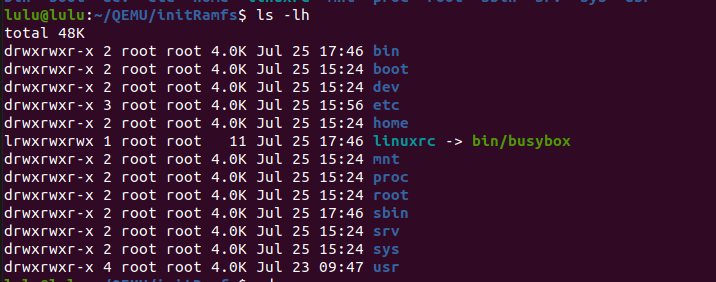 lulu@lulu:~/QEMU/initRamfs$ ls -lh
total 48K
drwxrwxr-x 2 root root 4.0K Jul 25 17:46 bin
drwxrwxr-x 2 root root 4.0K Jul 25 15:24 boot
drwxrwxr-x 2 root root 4.0K Jul 25 15:24 dev
drwxrwxr-x 3 root root 4.0K Jul 25 15:56 etc
drwxrwxr-x 2 root root 4.0K Jul 25 15:24 home
lrwxrwxrwx 1 root root   11 Jul 25 17:46 linuxrc -> bin/busybox
drwxrwxr-x 2 root root 4.0K Jul 25 15:24 mnt
drwxrwxr-x 2 root root 4.0K Jul 25 15:24 proc
drwxrwxr-x 2 root root 4.0K Jul 25 15:24 root
drwxrwxr-x 2 root root 4.0K Jul 25 17:46 sbin
drwxrwxr-x 2 root root 4.0K Jul 25 15:24 srv
drwxrwxr-x 2 root root 4.0K Jul 25 15:24 sys
drwxrwxr-x 4 root root 4.0K Jul 23 09:47 usr